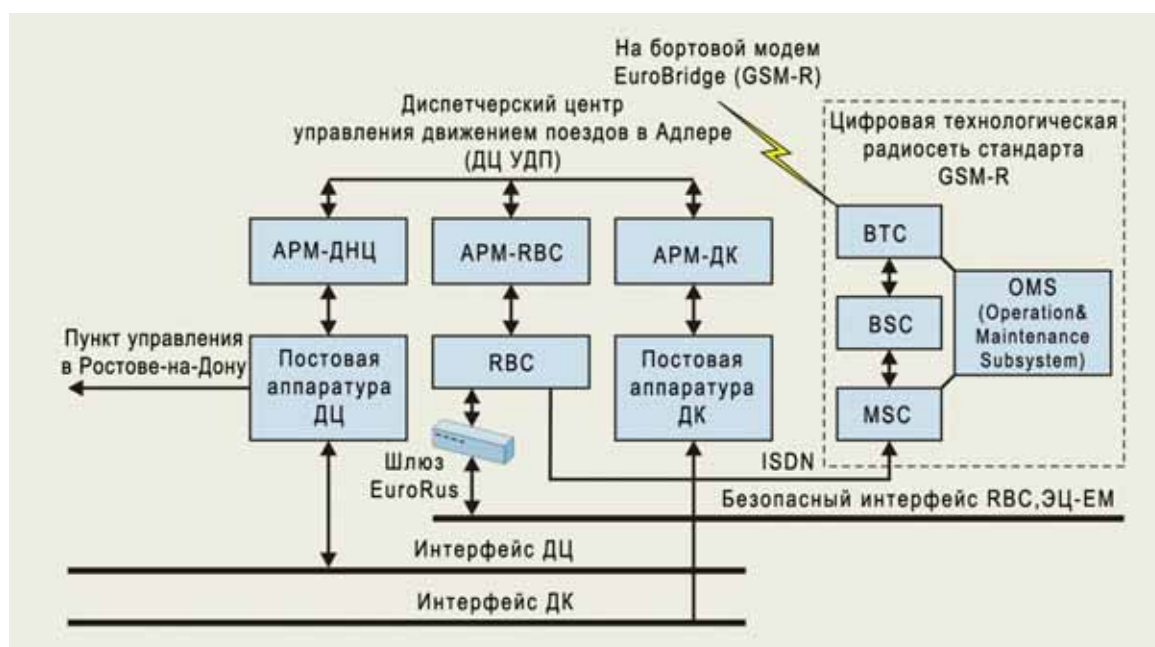 На бортовой модем
EuroBridge (GSM-R)
Диспетчерский центр
управления движением поездов в Адлере
(ДЦ УДП)
Цифровая технологическая
радиосеть стандарта
GSM-R
АРМ-ДНЦ
АРМ-RBC
АРМ-ДК
BTC
OMS
(Operation&
Maintenance
Subsystem)
BSC
MSC
Пункт управления
в Ростове-на-Дону
Постовая
аппаратура
ДЦ
RBC
Постовая
аппаратура
ДК
Шлюз
EuroRus
ISDN
Безопасный интерфейс RBC,ЭЦ-ЕМ
Интерфейс ДЦ
Интерфейс ДК